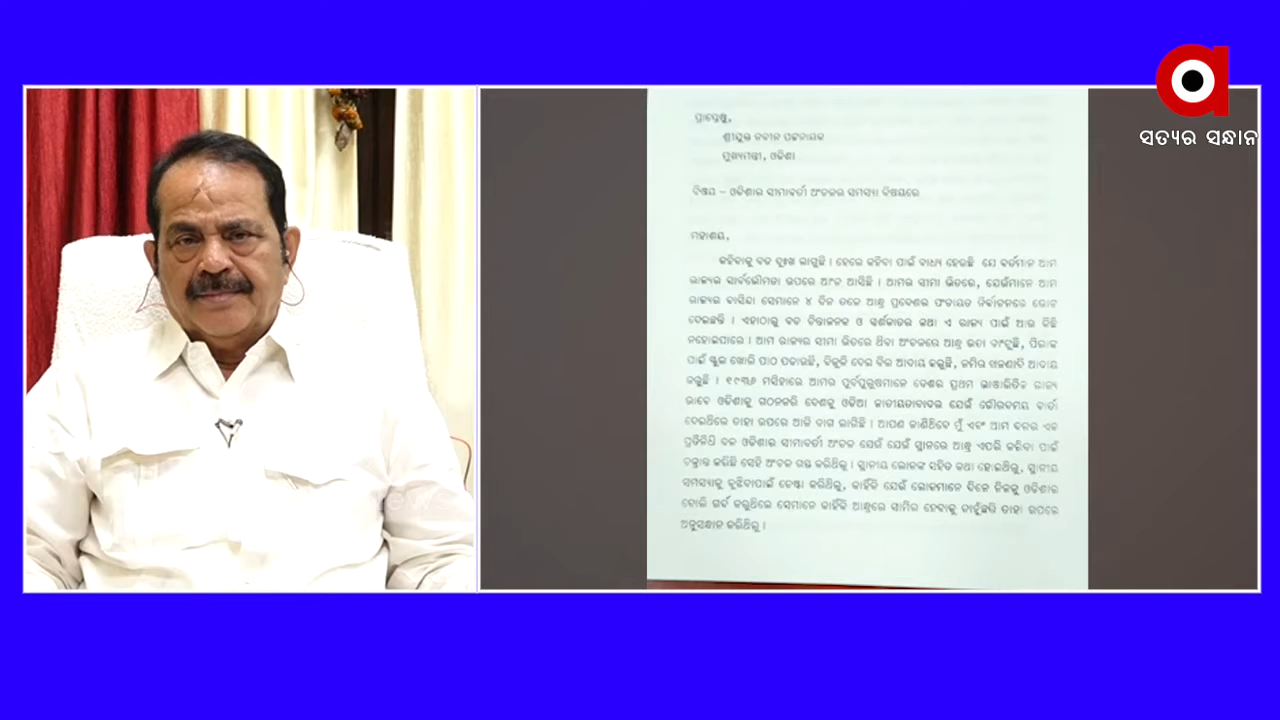 ସତ୍ୟର ସନ୍ଧାନ
ପ୍ରାପ୍ତେଷୁ,
ଶ୍ରୀଯୁକ୍ତ ନବୀନ ପଟ୍ଟନାୟକ
ମୁଖ୍ୟମନ୍ତ୍ରୀ, ଓଡିଶା
ବିଷୟ – ଓଡିଶାର ସୀମାବର୍ତୀ ଅଂଚଳର ସମସ୍ୟା ବିଷୟରେ
ମହାଶୟ,
କହିବାକୁ ବଡ ଦୁଃଖ ଲାଗୁଛି । ହେଲେ କହିବା ପାଇଁ ବାଧ୍ୟ ହେଉଛି ଯେ ବର୍ତମାନ ଆମ
ରାଜ୍ୟର ସାର୍ବଭୌମତା ଉପରେ ଆଂଚ ଆସିଛି । ଆମର ସୀମା ଭିତରେ, ଯେଉଁମାନେ ଆମ
ରାଜ୍ୟର ବାସିନ୍ଦା ସେମାନେ ୪ ଦିନ ତଳେ ଆନ୍ଧ୍ର ପ୍ରଦେଶର ପଂଚାୟତ ନିର୍ବାଚନରେ ଭୋଟ
ଦେଇଛନ୍ତି । ଏହାଠାରୁ ବଡ ଚିନ୍ତାଜନକ ଓ ସ୍ପର୍ଶକାତର କଥା ଏ ରାଜ୍ୟ ପାଇଁ ଆଉ କିଛି
ନହୋଇପାରେ । ଆମ ରାଜ୍ୟର ସୀମା ଭିତରେ ଥିବା ଅଂଚଳରେ ଆନ୍ଧ୍ର ଭତା ବାଂଟୁଛି, ପିଲାଙ୍କ
ପାଇଁ ସ୍କୁଲ ଖୋଲି ପାଠ ପଢାଉଛି, ବିଜୁଳି ଦେଇ ବିଲ ଆଦାୟ କରୁଛି, ଜମିର ଖଜଣାଟି ଆଦାୟ
କରୁଛି । ୧୯୩୬ ମସିହାରେ ଆମର ପୂର୍ବପୁରୁଷମାନେ ଦେଶର ପ୍ରଥମ ଭାଷାଭିତିକ ରାଜ୍ୟ
ଭାବେ ଓଡିଶାକୁ ଗଠନକରି ଦେଶକୁ ଓଡିଆ ଜାତୀୟତାବାଦର ଯେଉଁ ଗୌରବମୟ ବାର୍ତା
ଦେଇଥିଲେ ତାହା ଉପରେ ଆଜି ଦାଗ ଲାଗିଛି । ଆପଣ ଜାଣିଥିବେ ମୁଁ ଏବଂ ଆମ ଦଳର ଏକ
ପ୍ରତିନିଧି ଦଳ ଓଡିଶାର ସୀମାବର୍ତୀ ଅଂଚଳ ଯେଉଁ ଯେଉଁ ସ୍ଥାନରେ ଆନ୍ଧ୍ର ଏପରି କରିବା ପାଇଁ
ଚକ୍ରାନ୍ତ କରିଛି ସେହି ଅଂଚଳ ଗସ୍ତ କରିଥିଲୁ । ସ୍ଥାନୀୟ ଲୋକଙ୍କ ସହିତ କଥା ହୋଇଥିଲୁ, ସ୍ଥାନୀୟ
ସମସ୍ୟାକୁ ବୁଝିବାପାଇଁ ଚେଷ୍ଟା କରିଥିଲୁ, କାହିଁକି ଯେଉଁ ଲୋକମାନେ ଦିନେ ନିଜକୁ ଓଡିଶାର
ବୋଲି ଗର୍ବ କରୁଥିଲେ ସେମାନେ କାହିଁକି ଆନ୍ଧ୍ରରେ ସାମିଲ ହେବାକୁ ଚାହୁଁଛନ୍ତି ତାହା ଉପରେ
ଅନୁସନ୍ଧାନ କରିଥିଲୁ ।